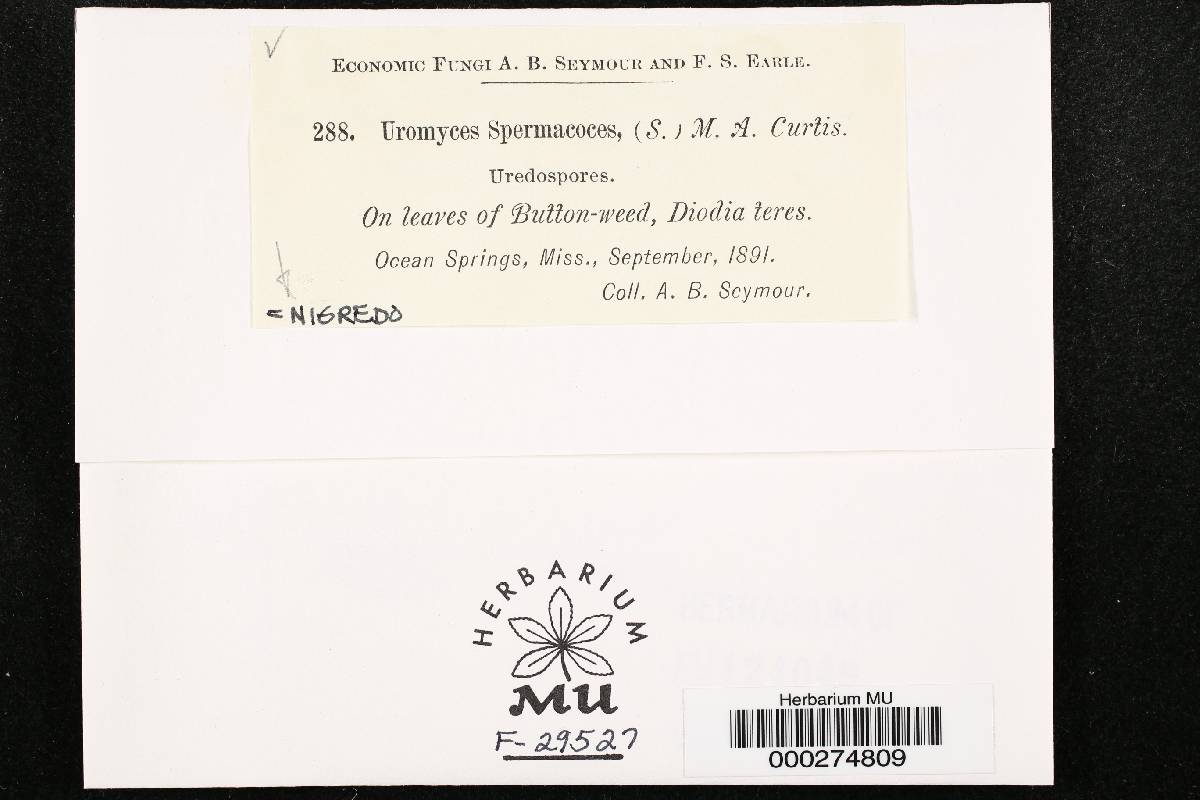 Economic Fungi A. B. Seymour and F. S. Earle.
288. Uromyces Spermacoces, (S.) M. A. Curtis.
Uredospores.
On leaves of Button-weed, Diodia teres.
Ocean Springs, Miss., September, 1891.
Coll. A. B. Seymour.
= NIGREDO
HERBARIUM
MU
F-29527
Herbarium MU
000274809